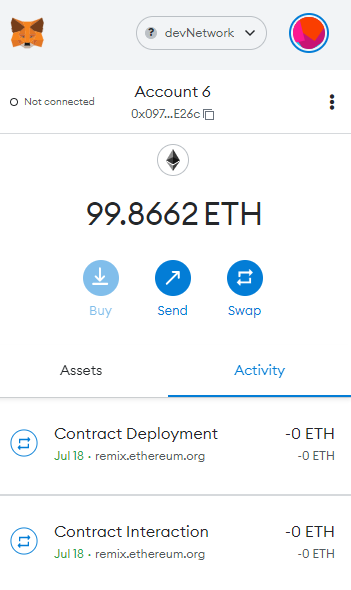 ? devNetwork
Not connected
Account 6
0x097...E26c
99.8662 ETH
Buy Send Swap
Assets Activity
Contract Deployment -0 ETH
Jul 18 · remix.ethereum.org -0 ETH
Contract Interaction -0 ETH
Jul 18 · remix.ethereum.org -0 ETH